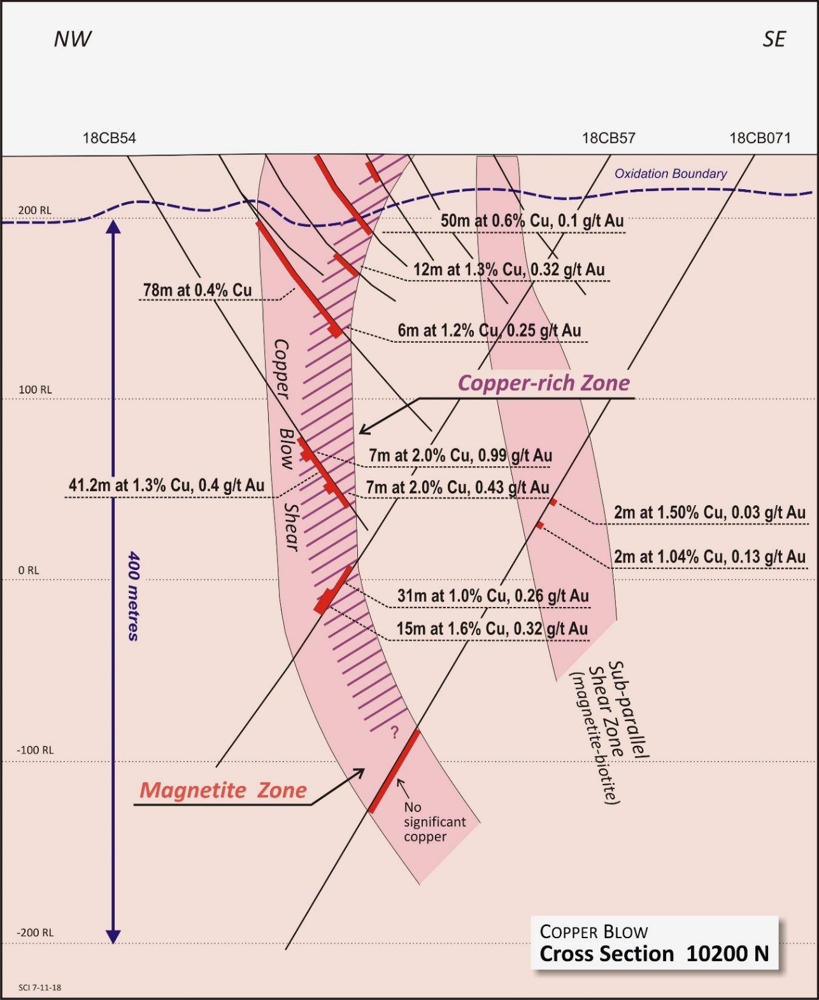 NW
SE
18CB54
18CB57
18CB071
Oxidation Boundary
200 RL
50m at 0.6% Cu, 0.1 g/t Au
12m at 1.3% Cu, 0.32 g/t Au
78m at 0.4% Cu
6m at 1.2% Cu, 0.25 g/t Au
Copper Blow Shear
Copper-rich Zone
100 RL
7m at 2.0% Cu, 0.99 g/t Au
41.2m at 1.3% Cu, 0.4 g/t Au
7m at 2.0% Cu, 0.43 g/t Au
2m at 1.50% Cu, 0.03 g/t Au
2m at 1.04% Cu, 0.13 g/t Au
0 RL
400 metres
31m at 1.0% Cu, 0.26 g/t Au
15m at 1.6% Cu, 0.32 g/t Au
Sub-parallel
Shear Zone
(magnetite-biotite)
?
-100 RL
Magnetite Zone
No
significant
copper
-200 RL
COPPER BLOW
Cross Section 10200 N
SCI 7-11-18